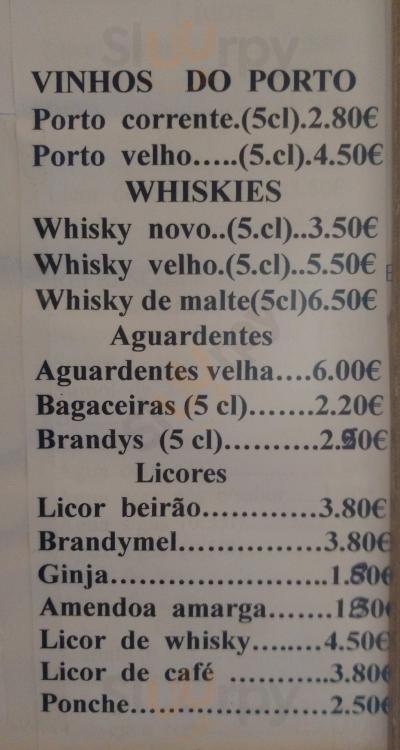 Sluurpy
VINHOS DO PORTO
Porto corrente.(5cl).2.80€
Porto velho.....(5.cl).4.50€
WHISKIES
Whisky novo..(5.cl)..3.50€
Whisky velho.(5.cl)..5.50€
Whisky de malte(5cl)6.50€
Aguardentes
Aguardentes velha....6.00€
Bagaceiras (5 cl).......2.20€
Brandys (5 cl)..........
Licores
Licor beirão............3.80€
Brandymel...............3.80€
Ginja.......................
Amendoa amarga.......
Licor de whisky........4.50€
Licor de café ...........3.80€
Ponche....................2.50€
Sluurpy